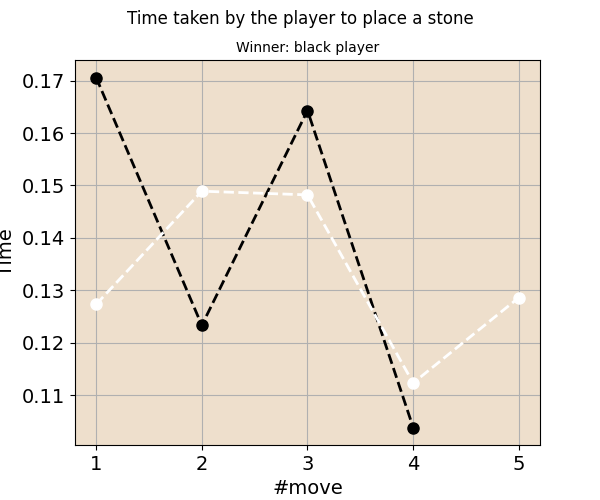 Time taken by the player to place a stone
Winner: black player
0.17
0.16
0.15
0.14
0.13
0.12
0.11
Time
1 2 3 4 5
#move